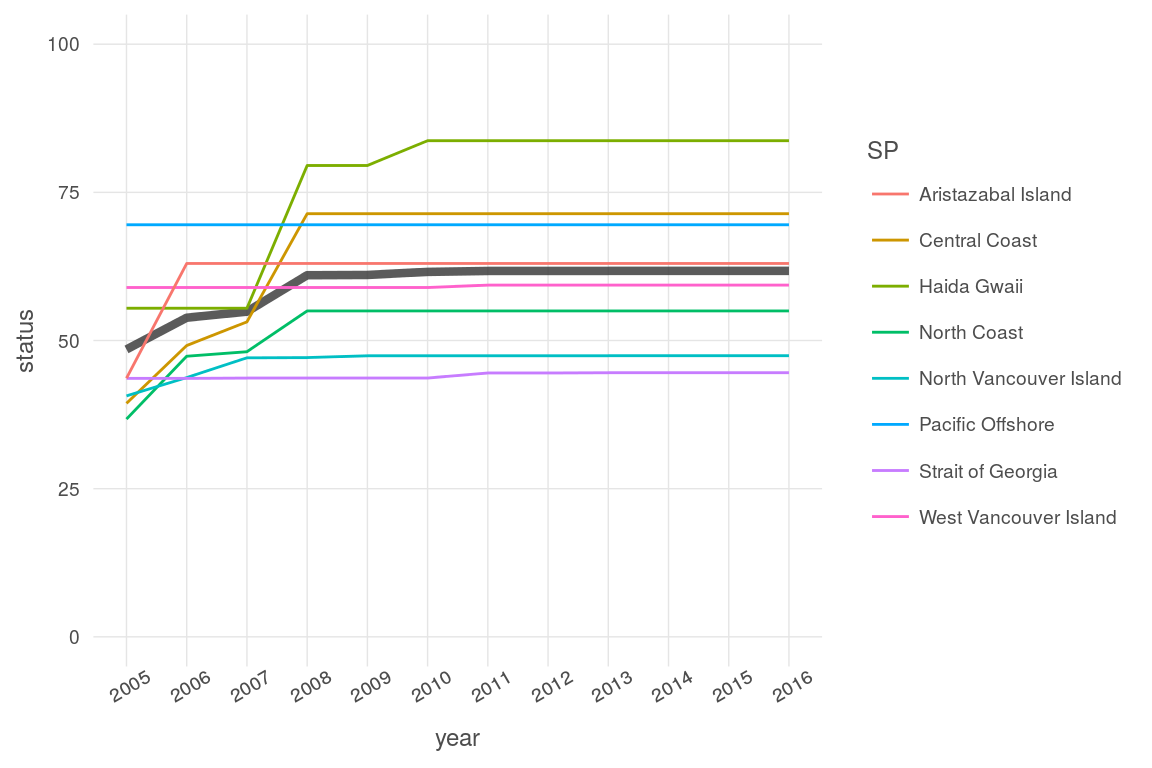 100
75
50
25
0
status
2005 2006 2007 2008 2009 2010 2011 2012 2013 2014 2015 2016
year
SP
Aristazabal Island
Central Coast
Haida Gwaii
North Coast
North Vancouver Island
Pacific Offshore
Strait of Georgia
West Vancouver Island